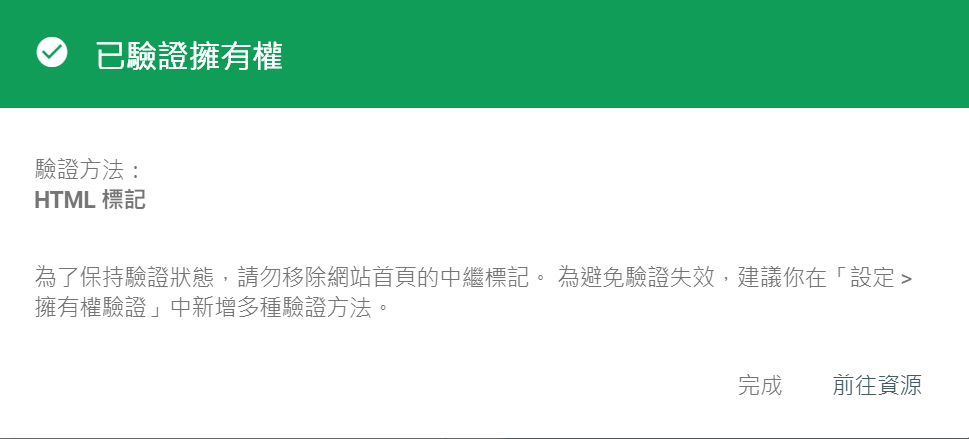 已驗證擁有權
驗證方法：
HTML 標記
為了保持驗證狀態，請勿移除網站首頁的中繼標記。 為避免驗證失效，建議你在「設定 >
擁有權驗證」中新增多種驗證方法。
完成 前往資源